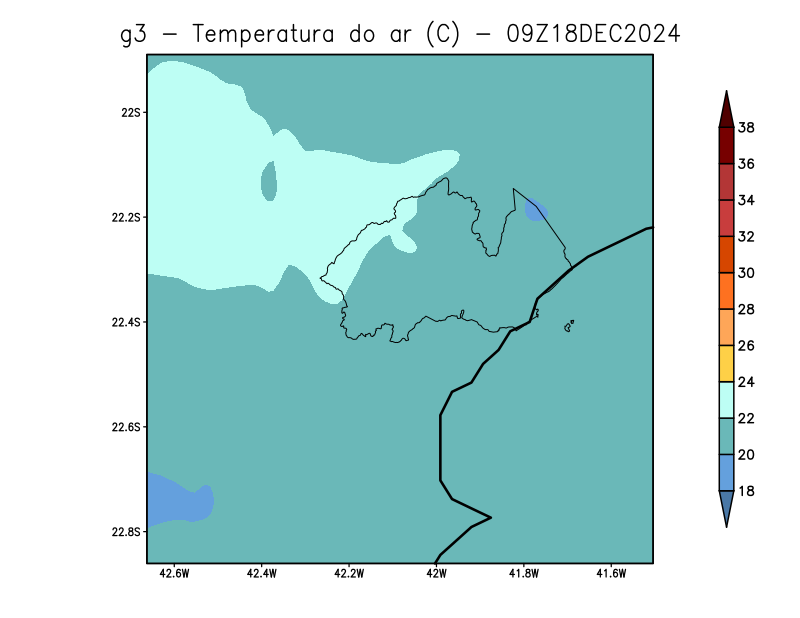 g3 - Temperatura do ar (C) - 09Z18DEC2024
22S
22.2S
22.4S
22.6S
22.8S
42.6W
42.4W
42.2W
42W
41.8W
41.6W
38
36
34
32
30
28
26
24
22
20
18